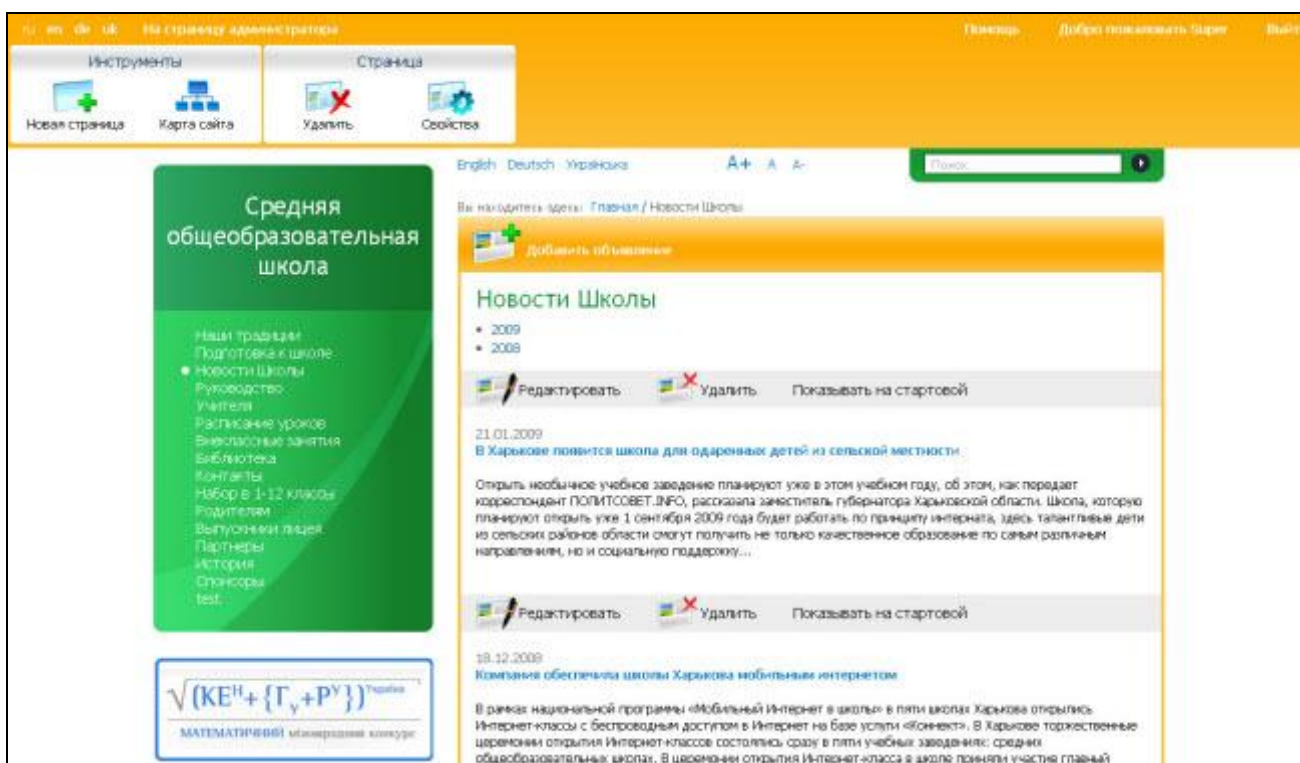 ru en de uk На страницу администратора Помощь Добро пожаловать Super Выйт
Инструменты Страница
Новая страница Карта сайта Удалить Свойства
English Deutsch Українська A+ A A- Поиск
Вы находитесь здесь: Главная / Новости Школы
Средняя
общеобразовательная
школа
Наши традиции
Подготовка к школе
Новости Школы
Руководство
Учителя
Расписание уроков
Внеклассные занятия
Библиотека
Контакты
Набор в 1-12 классы
Родителям
Выпускники лицея
Партнеры
История
Спонсоры
test
√(КЕН+{Гγ+РУ})Україна
МАТЕМАТИЧНИЙ міжнародний конкурс
Добавить объявление
Новости Школы
• 2009
• 2008
Редактировать Удалить Показывать на стартовой
21.01.2009
В Харькове появится школа для одаренных детей из сельской местности
Открыть необычное учебное заведение планируют уже в этом учебном году, об этом, как передает
корреспондент ПОЛИТСОВЕТ.INFO, рассказала заместитель губернатора Харьковской области. Школа, которую
планируют открыть уже 1 сентября 2009 года будет работать по принципу интерната, здесь талантливые дети
из сельских районов области смогут получить не только качественное образование по самым различным
направлениям, но и социальную поддержку...
Редактировать Удалить Показывать на стартовой
18.12.2008
Компания обеспечила школы Харькова мобильным интернетом
В рамках национальной программы «Мобильный Интернет в школы» в пяти школах Харькова открылись
Интернет-классы с беспроводным доступом в Интернет на базе услуги «Коннект». В Харькове торжественные
церемонии открытия Интернет-классов состоялись сразу в пяти учебных заведениях: средних
общеобразовательных школах. В церемонии открытия Интернет-класса в школе приняли участие главный